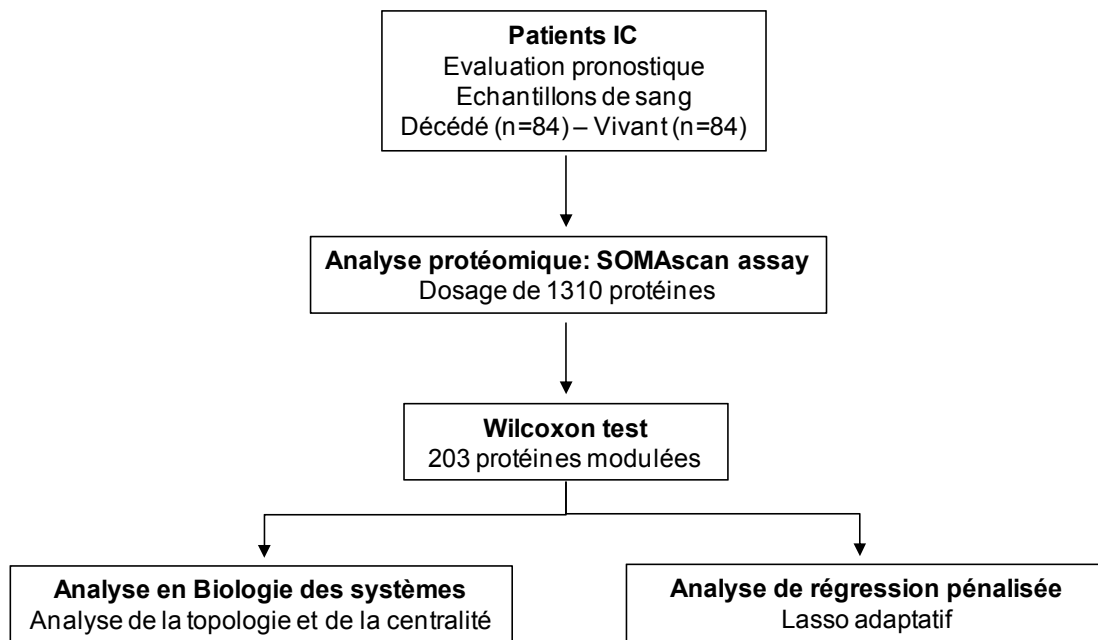 Patients IC
Evaluation pronostique
Echantillons de sang
Décédé (n=84) – Vivant (n=84)
Analyse protéomique: SOMAscan assay
Dosage de 1310 protéines
Wilcoxon test
203 protéines modulées
Analyse en Biologie des systèmes
Analyse de la topologie et de la centralité
Analyse de régression pénalisée
Lasso adaptatif